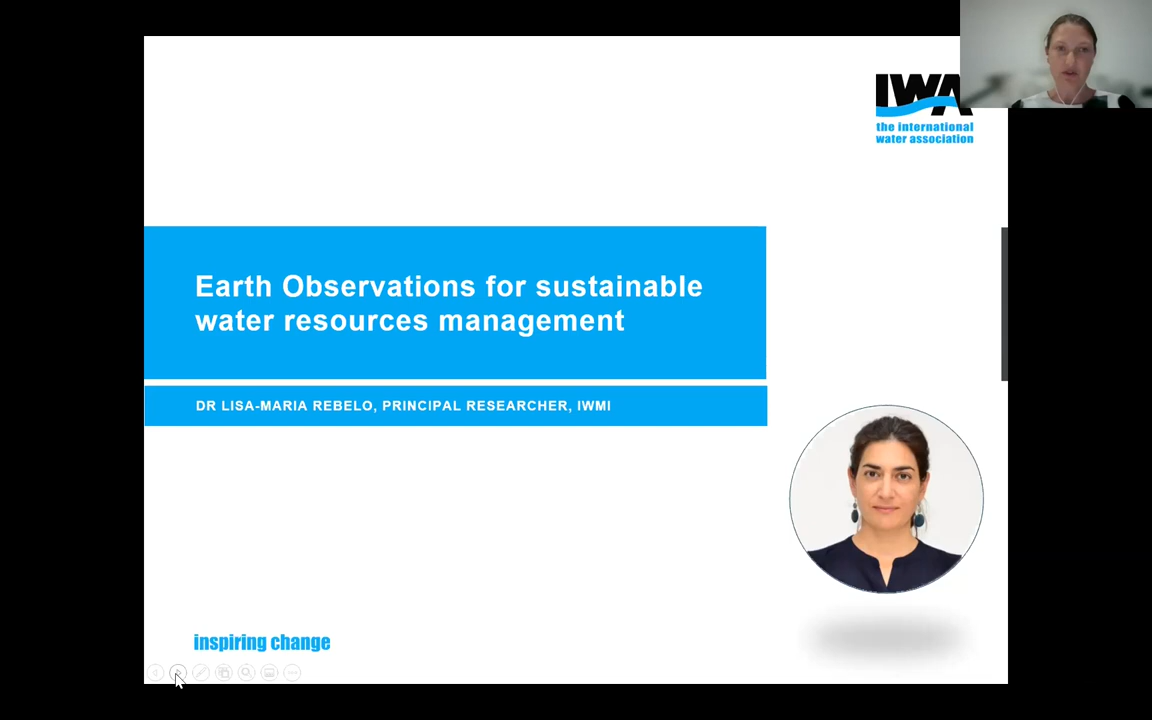 IWA
the international
water association
Earth Observations for sustainable
water resources management
DR LISA-MARIA REBELO, PRINCIPAL RESEARCHER, IWMI
inspiring change